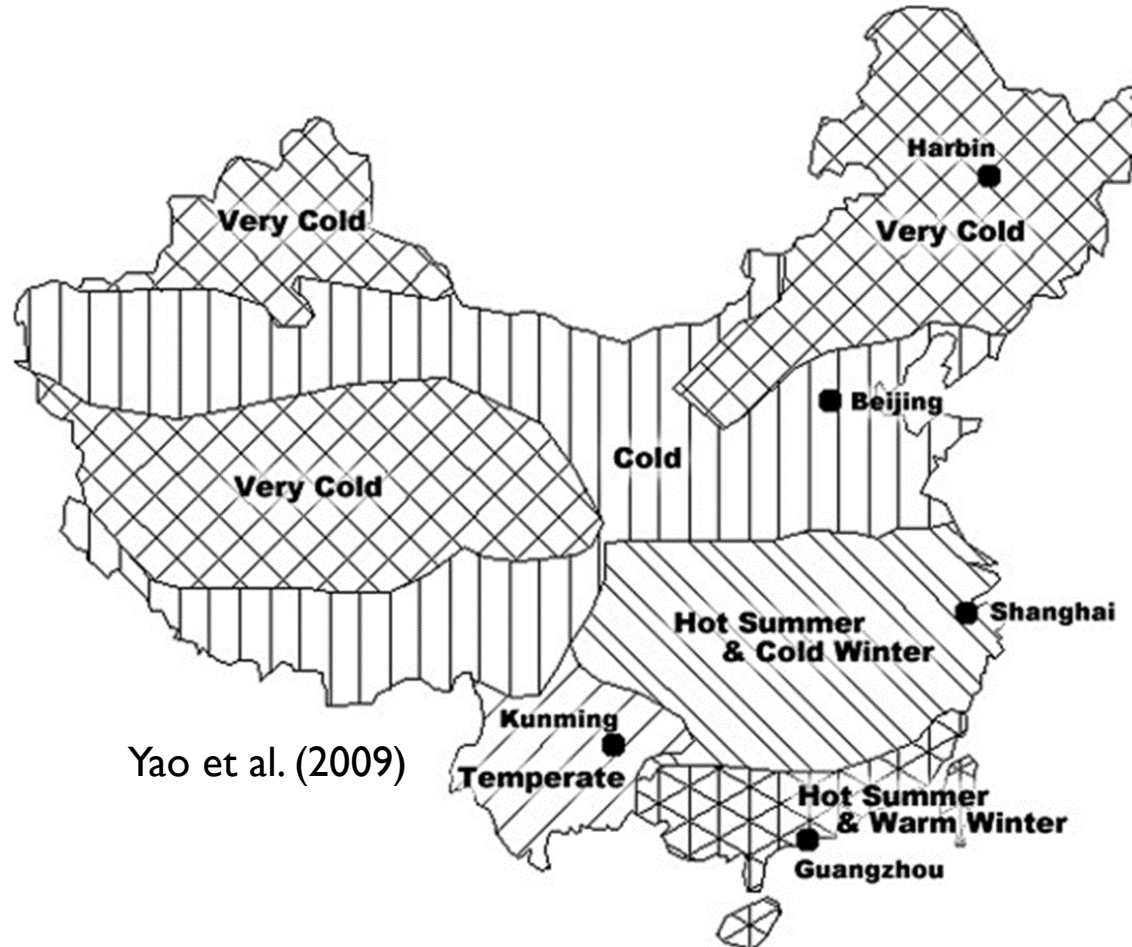 Harbin
Very Cold
Very Cold
Beijing
Cold
Very Cold
Shanghai
Hot Summer
& Cold Winter
Kunming
Yao et al. (2009)
Temperate
Hot Summer
& Warm Winter
Guangzhou